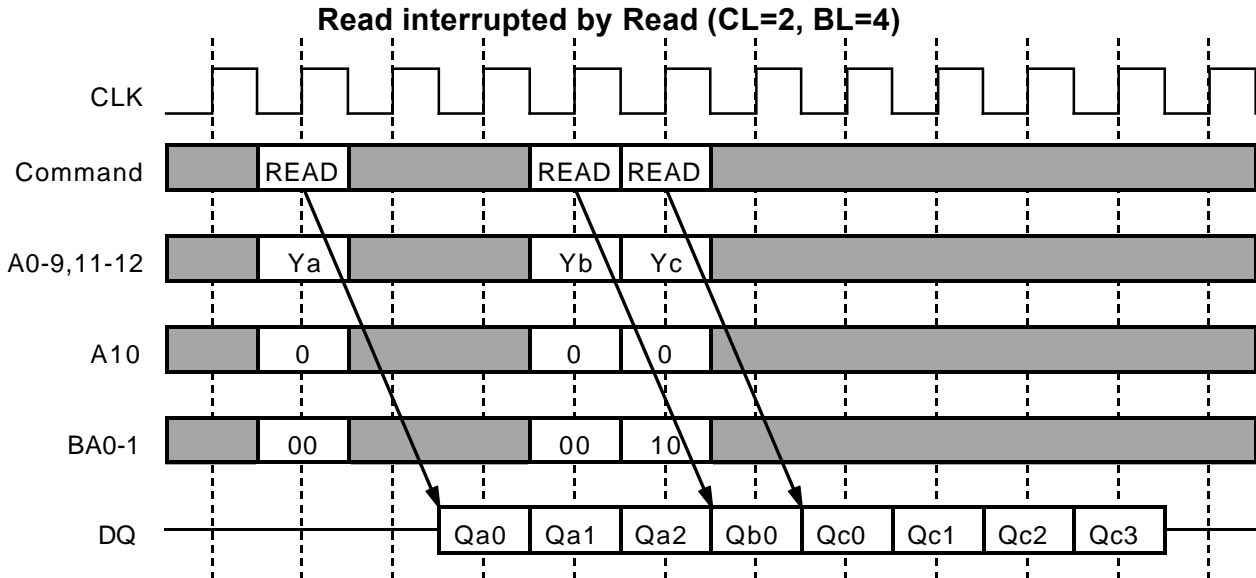 Read interrupted by Read (CL=2, BL=4)
CLK
Command READ READ READ
A0-9,11-12 Ya Yb Yc
A10 0 0 0
BA0-1 00 00 10
DQ Qa0 Qa1 Qa2 Qb0 Qc0 Qc1 Qc2 Qc3